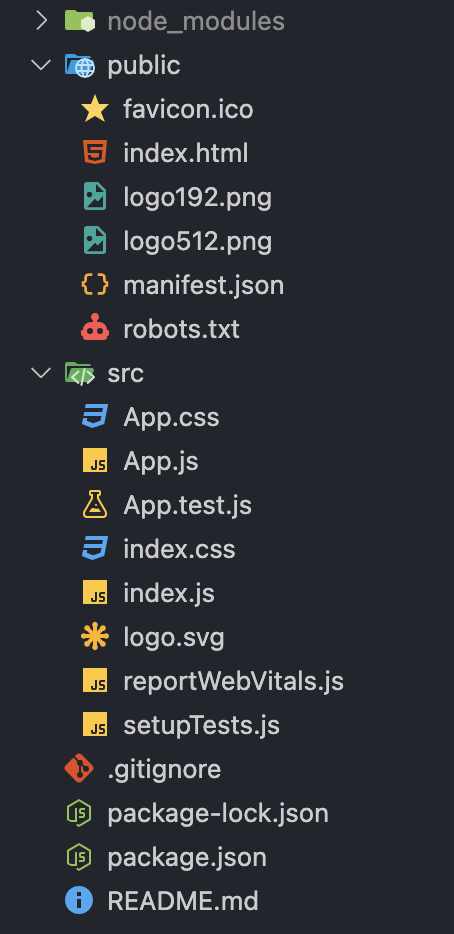 node_modules
public
favicon.ico
index.html
logo192.png
logo512.png
manifest.json
robots.txt
src
App.css
App.js
App.test.js
index.css
index.js
logo.svg
reportWebVitals.js
setupTests.js
.gitignore
package-lock.json
package.json
README.md